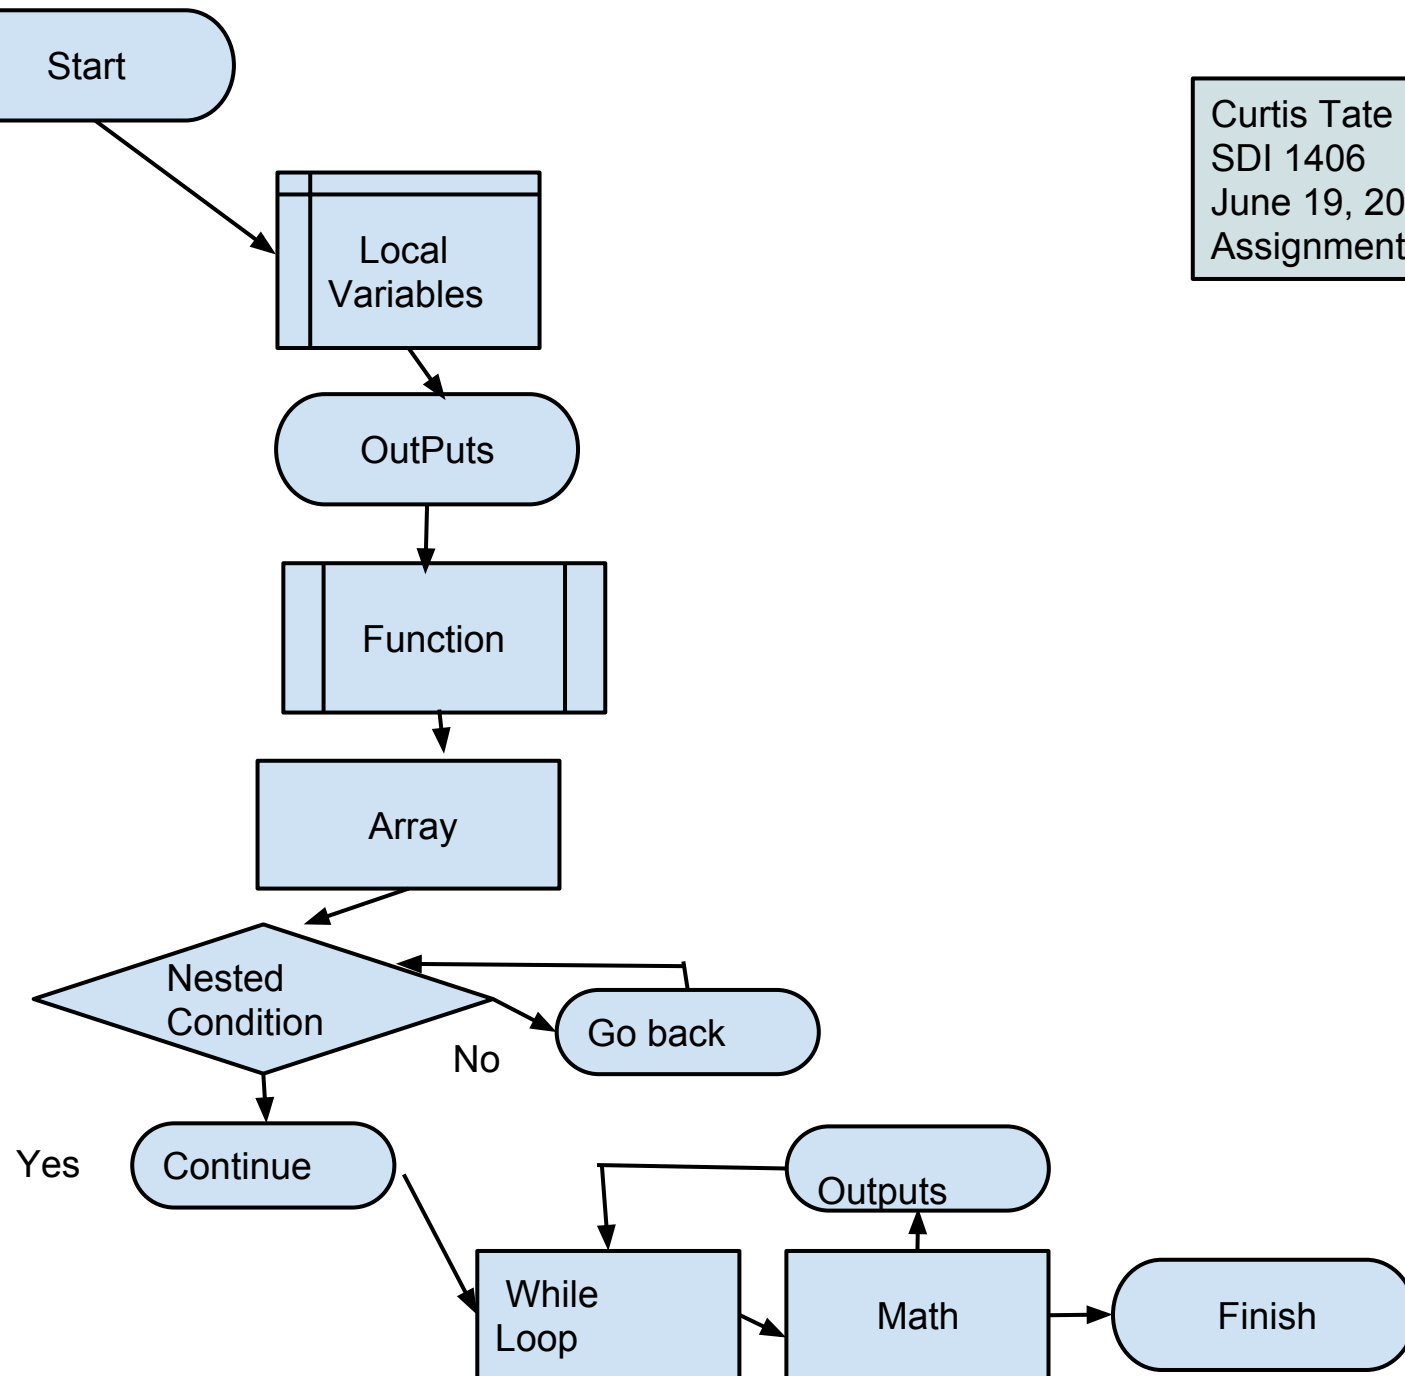 Start
Curtis Tate
SDI 1406
June 19, 20
Assignment
Local
Variables
OutPuts
Function
Array
Nested
Condition
Go back
No
Yes
Continue
Outputs
While
Loop
Math
Finish